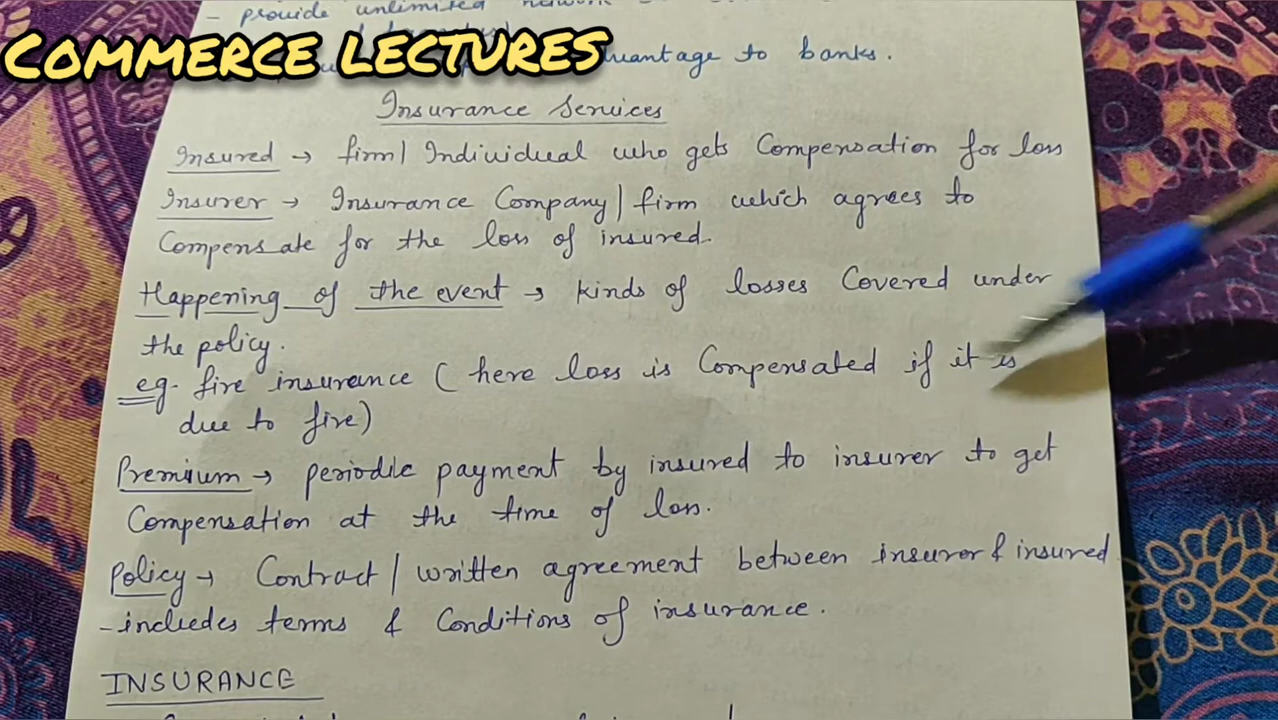 - provide unlimited network
COMMERCE LECTURES
to banks.
Insurance Services
Insured → firm/ Individual who gets Compensation for loss
Insurer → Insurance Company/ firm which agrees to
Compensate for the loss of insured.
Happening of the event → kinds of losses Covered under
the policy.
eg. fire insurance ( here loss is Compensated if it is
due to fire)
Premium → periodic payment by insured to insurer to get
Compensation at the time of loss.
Policy → Contract/ written agreement between insurer & insured
- includes terms & Conditions of insurance.
INSURANCE